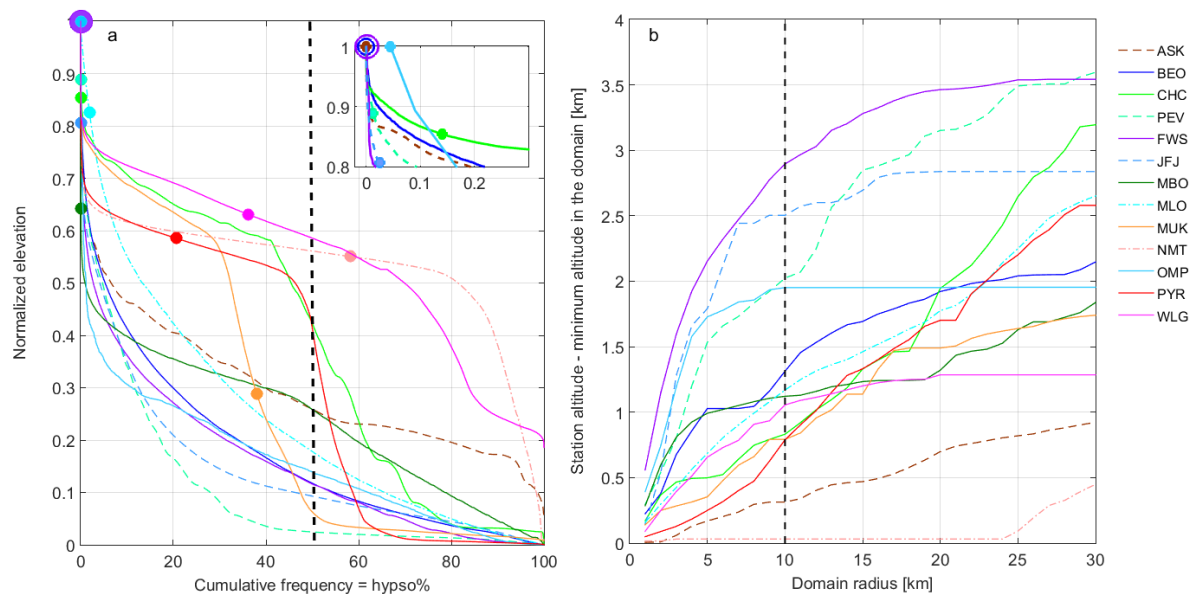 a
Normalized elevation
0.9
0.8
0.7
0.6
0.5
0.4
0.3
0.2
0.1
0
0
20
40
60
80
100
Cumulative frequency = hypso%
1
0.9
0.8
0
0.1
0.2
b
Station altitude - minimum altitude in the domain [km]
4
3.5
3
2.5
2
1.5
1
0.5
0
0
5
10
15
20
25
30
Domain radius [km]
ASK
BEO
CHC
PEV
FWS
JFJ
MBO
MLO
MUK
NMT
OMP
PYR
WLG